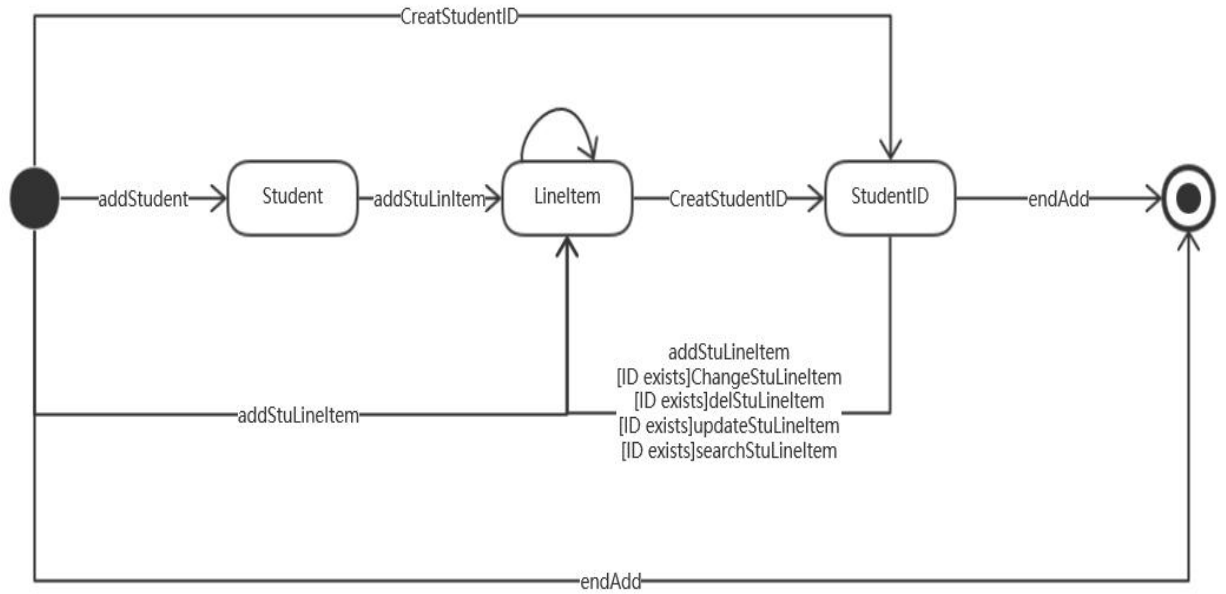 CreatStudentID
addStudent
Student
addStuLinItem
LineItem
CreatStudentID
StudentID
endAdd
addStuLineItem
[ID exists]ChangeStuLineItem
[ID exists]delStuLineItem
[ID exists]updateStuLineItem
[ID exists]searchStuLineItem
addStuLineItem
endAdd